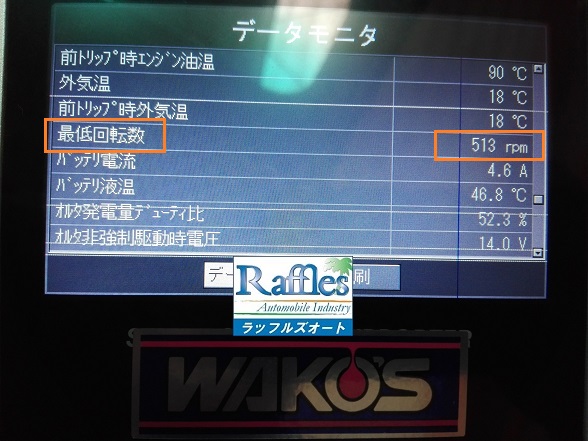 データモニタ
前ﾄﾘｯﾌﾟ時ｴﾝｼﾞﾝ油温 90 ℃
外気温 18 ℃
前ﾄﾘｯﾌﾟ時外気温 18 ℃
最低回転数 513 rpm
ﾊﾞｯﾃﾘ電流 4.6 A
ﾊﾞｯﾃﾘ液温 46.8 ℃
ｵﾙﾀ発電量ﾃﾞｭｰﾃｨ比 52.3 %
ｵﾙﾀ非強制駆動時電圧 14.0 V
デー 刷
Raffles
Automobile Industry
ラッフルズオート
WAKO'S